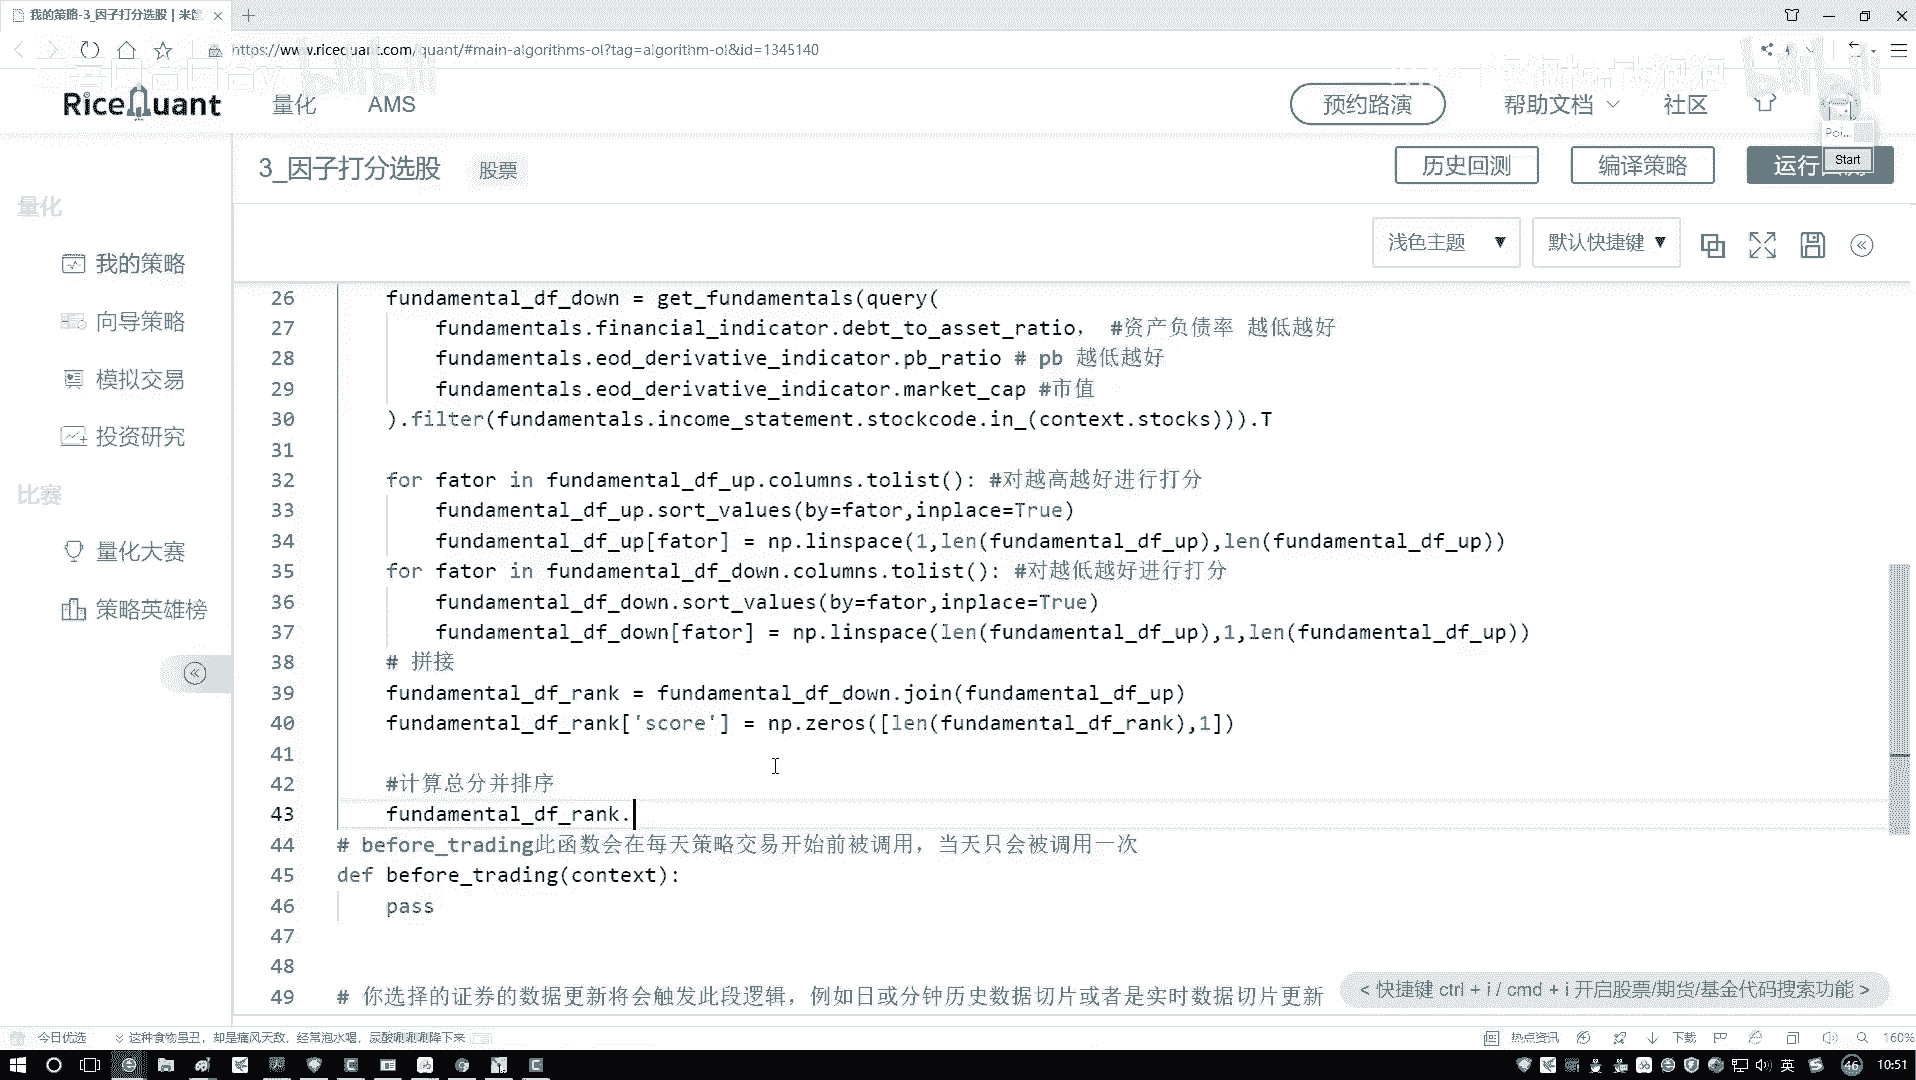 我的策略-3_因子打分选股 | 米
https://www.ricequant.com/quant/#main-algorithms-ol?tag=algorithm-ol&id=1345140
bilibili
RiceQuant
量化
AMS
预约路演
帮助文档
社区
Poi...
Start
3_因子打分选股
股票
历史回测
编译策略
运行
量化
我的策略
向导策略
模拟交易
投资研究
比赛
量化大赛
策略英雄榜
浅色主题 ▼
默认快捷键 ▼
26 fundamental_df_down = get_fundamentals(query(
27 fundamentals.financial_indicator.debt_to_asset_ratio， #资产负债率 越低越好
28 fundamentals.eod_derivative_indicator.pb_ratio # pb 越低越好
29 fundamentals.eod_derivative_indicator.market_cap #市值
30 ).filter(fundamentals.income_statement.stockcode.in_(context.stocks))).T
31
32 for fator in fundamental_df_up.columns.tolist(): #对越高越好进行打分
33 fundamental_df_up.sort_values(by=fator,inplace=True)
34 fundamental_df_up[fator] = np.linspace(1,len(fundamental_df_up),len(fundamental_df_up))
35 for fator in fundamental_df_down.columns.tolist(): #对越低越好进行打分
36 fundamental_df_down.sort_values(by=fator,inplace=True)
37 fundamental_df_down[fator] = np.linspace(len(fundamental_df_up),1,len(fundamental_df_up))
38 # 拼接
39 fundamental_df_rank = fundamental_df_down.join(fundamental_df_up)
40 fundamental_df_rank['score'] = np.zeros([len(fundamental_df_rank),1])
41
42 #计算总分并排序
43 fundamental_df_rank.
44 # before_trading此函数会在每天策略交易开始前被调用，当天只会被调用一次
45 def before_trading(context):
46 pass
47
48
49 # 你选择的证券的数据更新将会触发此段逻辑，例如日或分钟历史数据切片或者是实时数据切片更新
< 快捷键 ctrl + i / cmd + i 开启股票/期货/基金代码搜索功能 >
今日优选
这种食物虽丑，却是痛风天敌，经常泡水喝，尿酸唰唰唰降下来
热点资讯
下载
160%
英
46
10:51